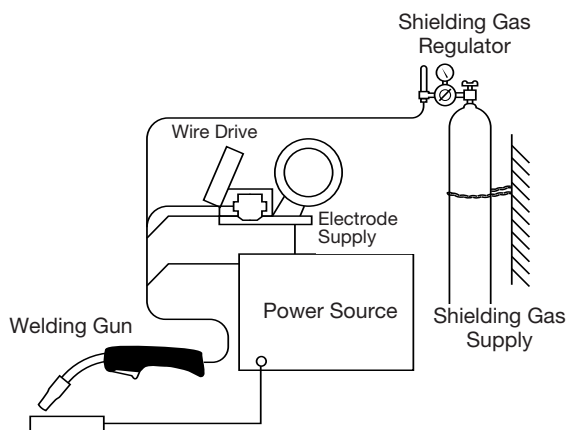 Shielding Gas
Regulator
Wire Drive
Electrode
Supply
Power Source
Shielding Gas
Supply
Welding Gun